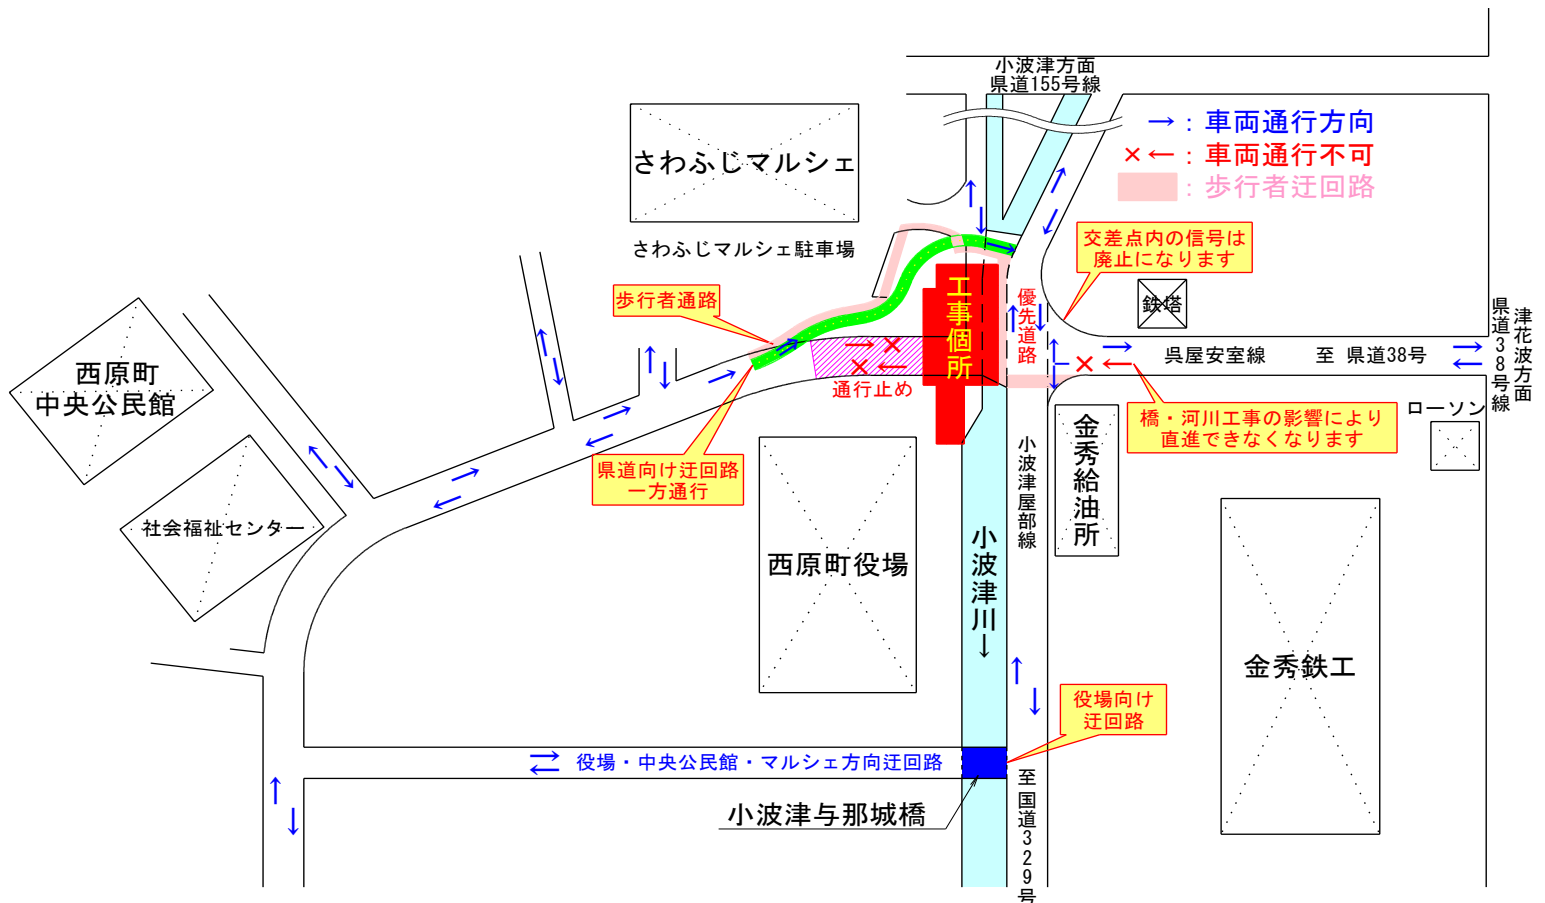 小波津方面
県道155号線
→：車両通行方向
×←：車両通行不可
：歩行者迂回路
さわふじマルシェ
さわふじマルシェ駐車場
交差点内の信号は
廃止になります
歩行者通路
工事個所
優先道路
鉄塔
津花波方面
県道38号線
呉屋安室線
至 県道38号
西原町
中央公民館
通行止め
ローソン
橋・河川工事の影響により
直進できなくなります
県道向け迂回路
一方通行
金秀給油所
小波津屋部線
社会福祉センター
西原町役場
小波津川→
金秀鉄工
役場向け
迂回路
役場・中央公民館・マルシェ方向迂回路
小波津与那城橋
至国道329号